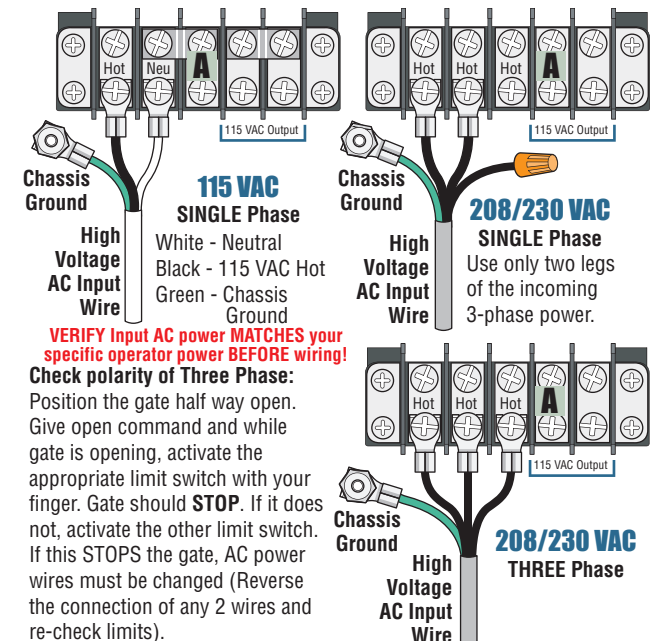 Hot Neu A
115 VAC Output
Chassis
Ground
115 VAC
SINGLE Phase
High
Voltage
AC Input
Wire
White - Neutral
Black - 115 VAC Hot
Green - Chassis
Ground
VERIFY Input AC power MATCHES your
specific operator power BEFORE wiring!
Hot Hot Hot A
115 VAC Output
Chassis
Ground
208/230 VAC
SINGLE Phase
High
Voltage
AC Input
Wire
Use only two legs
of the incoming
3-phase power.
Check polarity of Three Phase:
Position the gate half way open.
Give open command and while
gate is opening, activate the
appropriate limit switch with your
finger. Gate should STOP. If it does
not, activate the other limit switch.
If this STOPS the gate, AC power
wires must be changed (Reverse
the connection of any 2 wires and
re-check limits).
Hot Hot Hot A
115 VAC Output
Chassis
Ground
208/230 VAC
THREE Phase
High
Voltage
AC Input
Wire